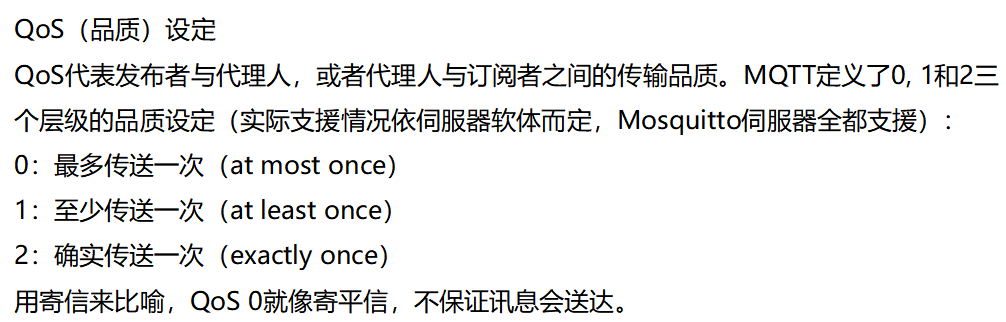 QoS（品质）设定
QoS代表发布者与代理人，或者代理人与订阅者之间的传输品质。MQTT定义了0, 1和2三
个层级的品质设定（实际支援情况依伺服器软体而定，Mosquitto伺服器全都支援）：
0：最多传送一次（at most once）
1：至少传送一次（at least once）
2：确实传送一次（exactly once）
用寄信来比喻，QoS 0就像寄平信，不保证讯息会送达。